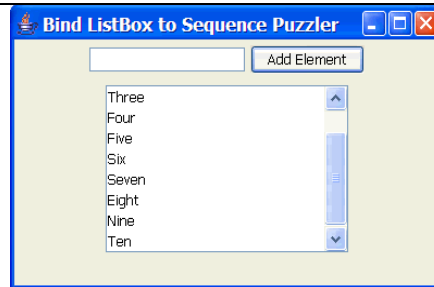 Bind ListBox to Sequence Puzzler
Add Element
Three
Four
Five
Six
Seven
Eight
Nine
Ten